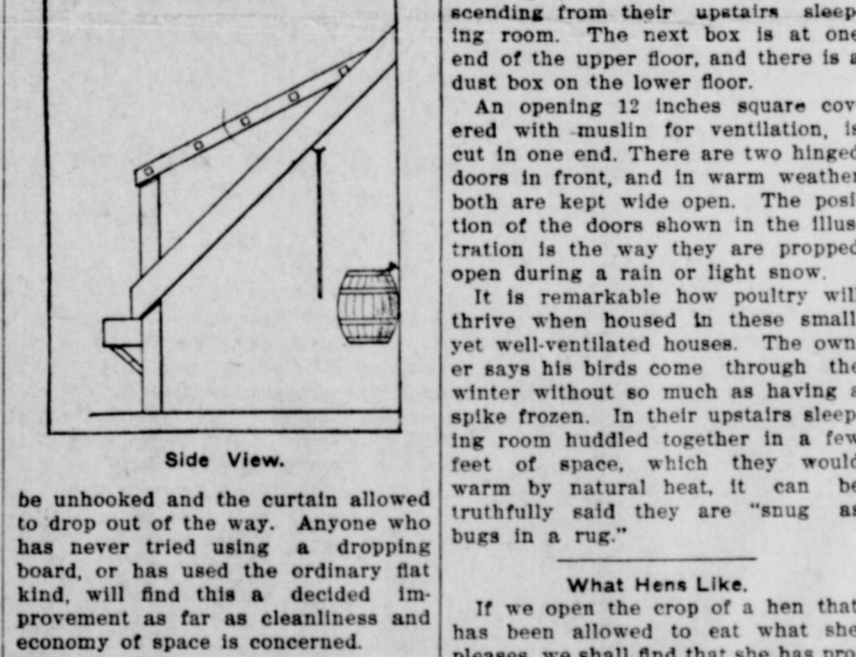 Side View.
be unhooked and the curtain allowed
to drop out of the way. Anyone who
has never tried using a dropping
board, or has used the ordinary flat
kind, will find this a decided im-
provement as far as cleanliness and
economy of space is concerned.
scending from their upstairs sleep
ing room. The next box is at one
end of the upper floor, and there is a
dust box on the lower floor.
An opening 12 inches square cov
ered with muslin for ventilation, is
cut in one end. There are two hinged
doors in front, and in warm weather
both are kept wide open. The posi
tion of the doors shown in the illus
tration is the way they are propped
open during a rain or light snow.
It is remarkable how poultry will
thrive when housed in these small
yet well-ventilated houses. The own
er says his birds come through the
winter without so much as having a
spike frozen. In their upstairs sleep
ing room huddled together in a few
feet of space, which they would
warm by natural heat, it can be
truthfully said they are "snug as
bugs in a rug."
What Hens Like.
If we open the crop of a hen that
has been allowed to eat what she
pleases, we shall find that she has pro